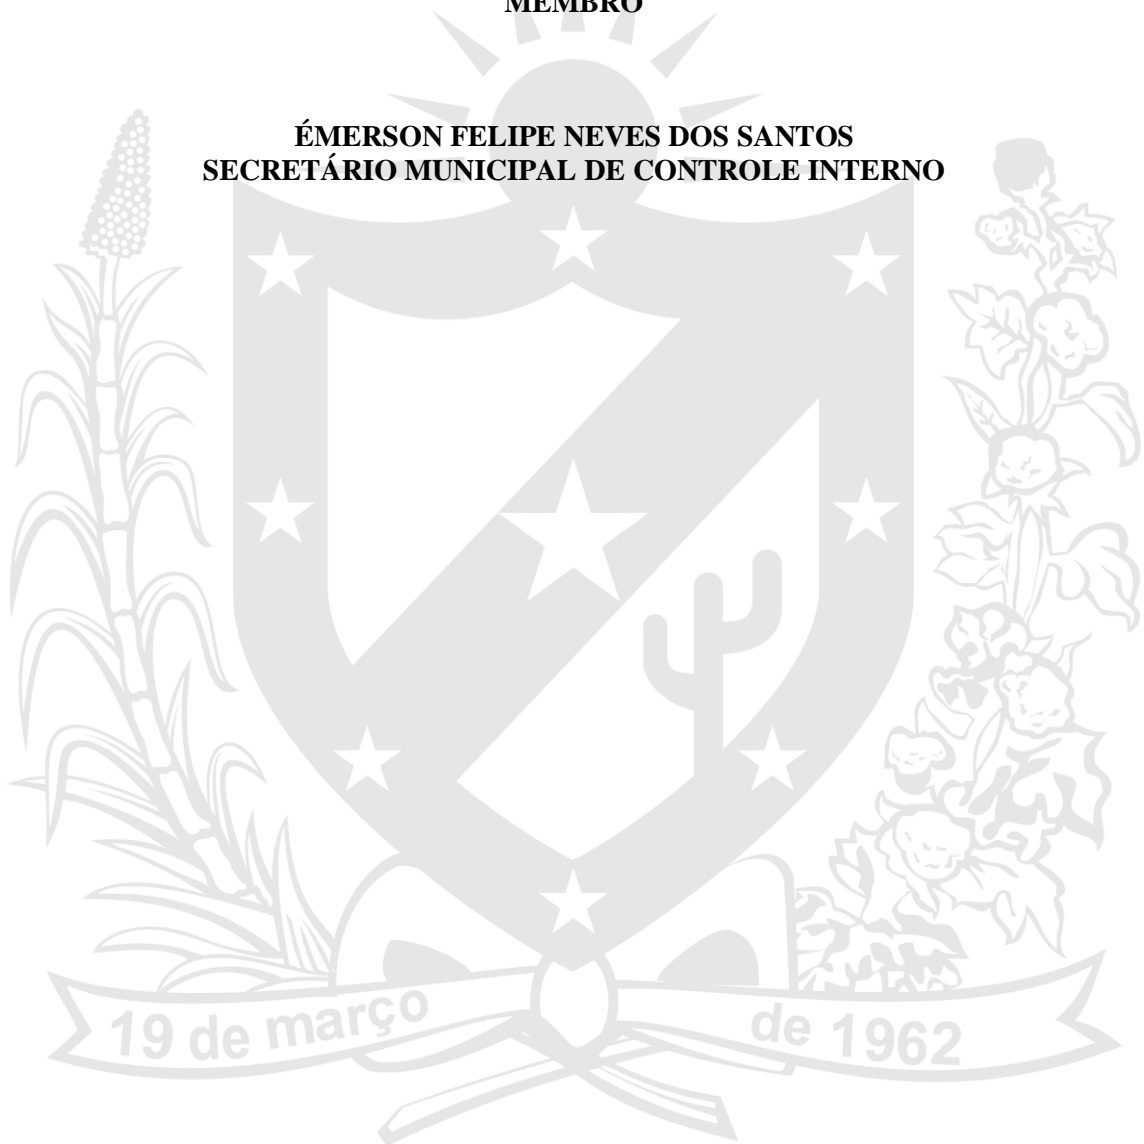 MEMBRO
ÉMERSON FELIPE NEVES DOS SANTOS
SECRETÁRIO MUNICIPAL DE CONTROLE INTERNO
19 de março
de 1962